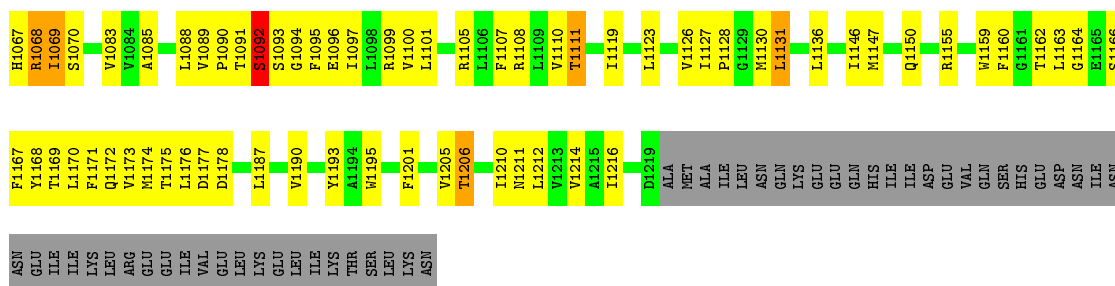 H1067 R1068 I1069 S1070 V1083 V1084 A1085 L1088 V1089 P1090 T1091 S1092 S1093 G1094 F1095 E1096 I1097 L1098 R1099 V1100 L1101 R1105 L1106 F1107 R1108 L1109 V1110 T1111 I1119 L1123 V1126 I1127 P1128 G1129 M1130 L1131 L1136 I1146 M1147 Q1150 R1155 W1159 F1160 G1161 T1162 L1163 G1164 E1165 S1166
F1167 Y1168 T1169 L1170 F1171 Q1172 V1173 M1174 T1175 L1176 D1177 D1178 L1187 V1190 Y1193 A1194 W1195 F1201 V1205 T1206 I1210 N1211 L1212 V1213 V1214 A1215 I1216 D1219 ALA MET ALA ILE LEU ASN GLN LYS GLU GLU GLN HIS ILE ILE ASP GLU VAL GLN SER HIS GLU ASP ASN ILE ASN
ASN GLU ILE ILE LYS LEU ARG GLU GLU ILE VAL GLU LEU LYS GLU LEU ILE LYS THR SER LEU LYS ASN